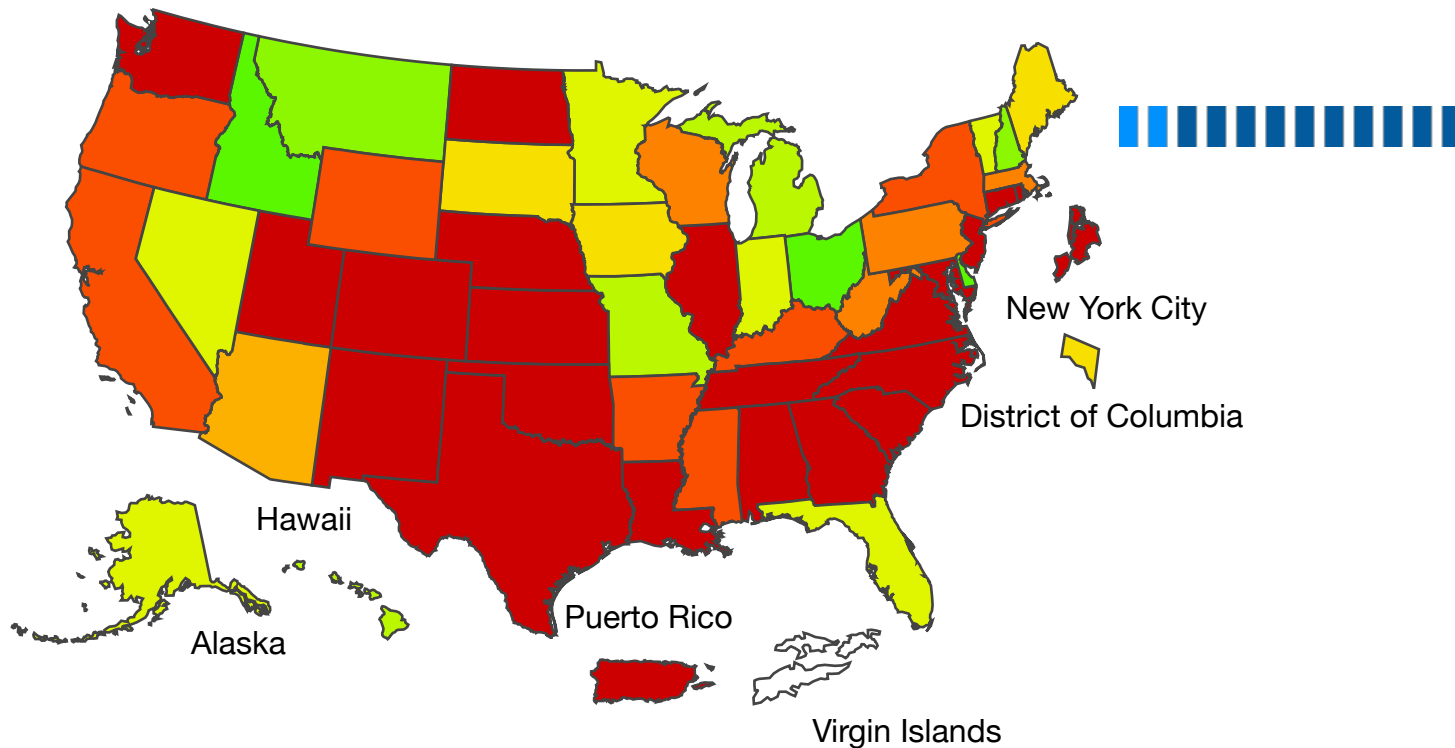 New York City
District of Columbia
Hawaii
Puerto Rico
Alaska
Virgin Islands